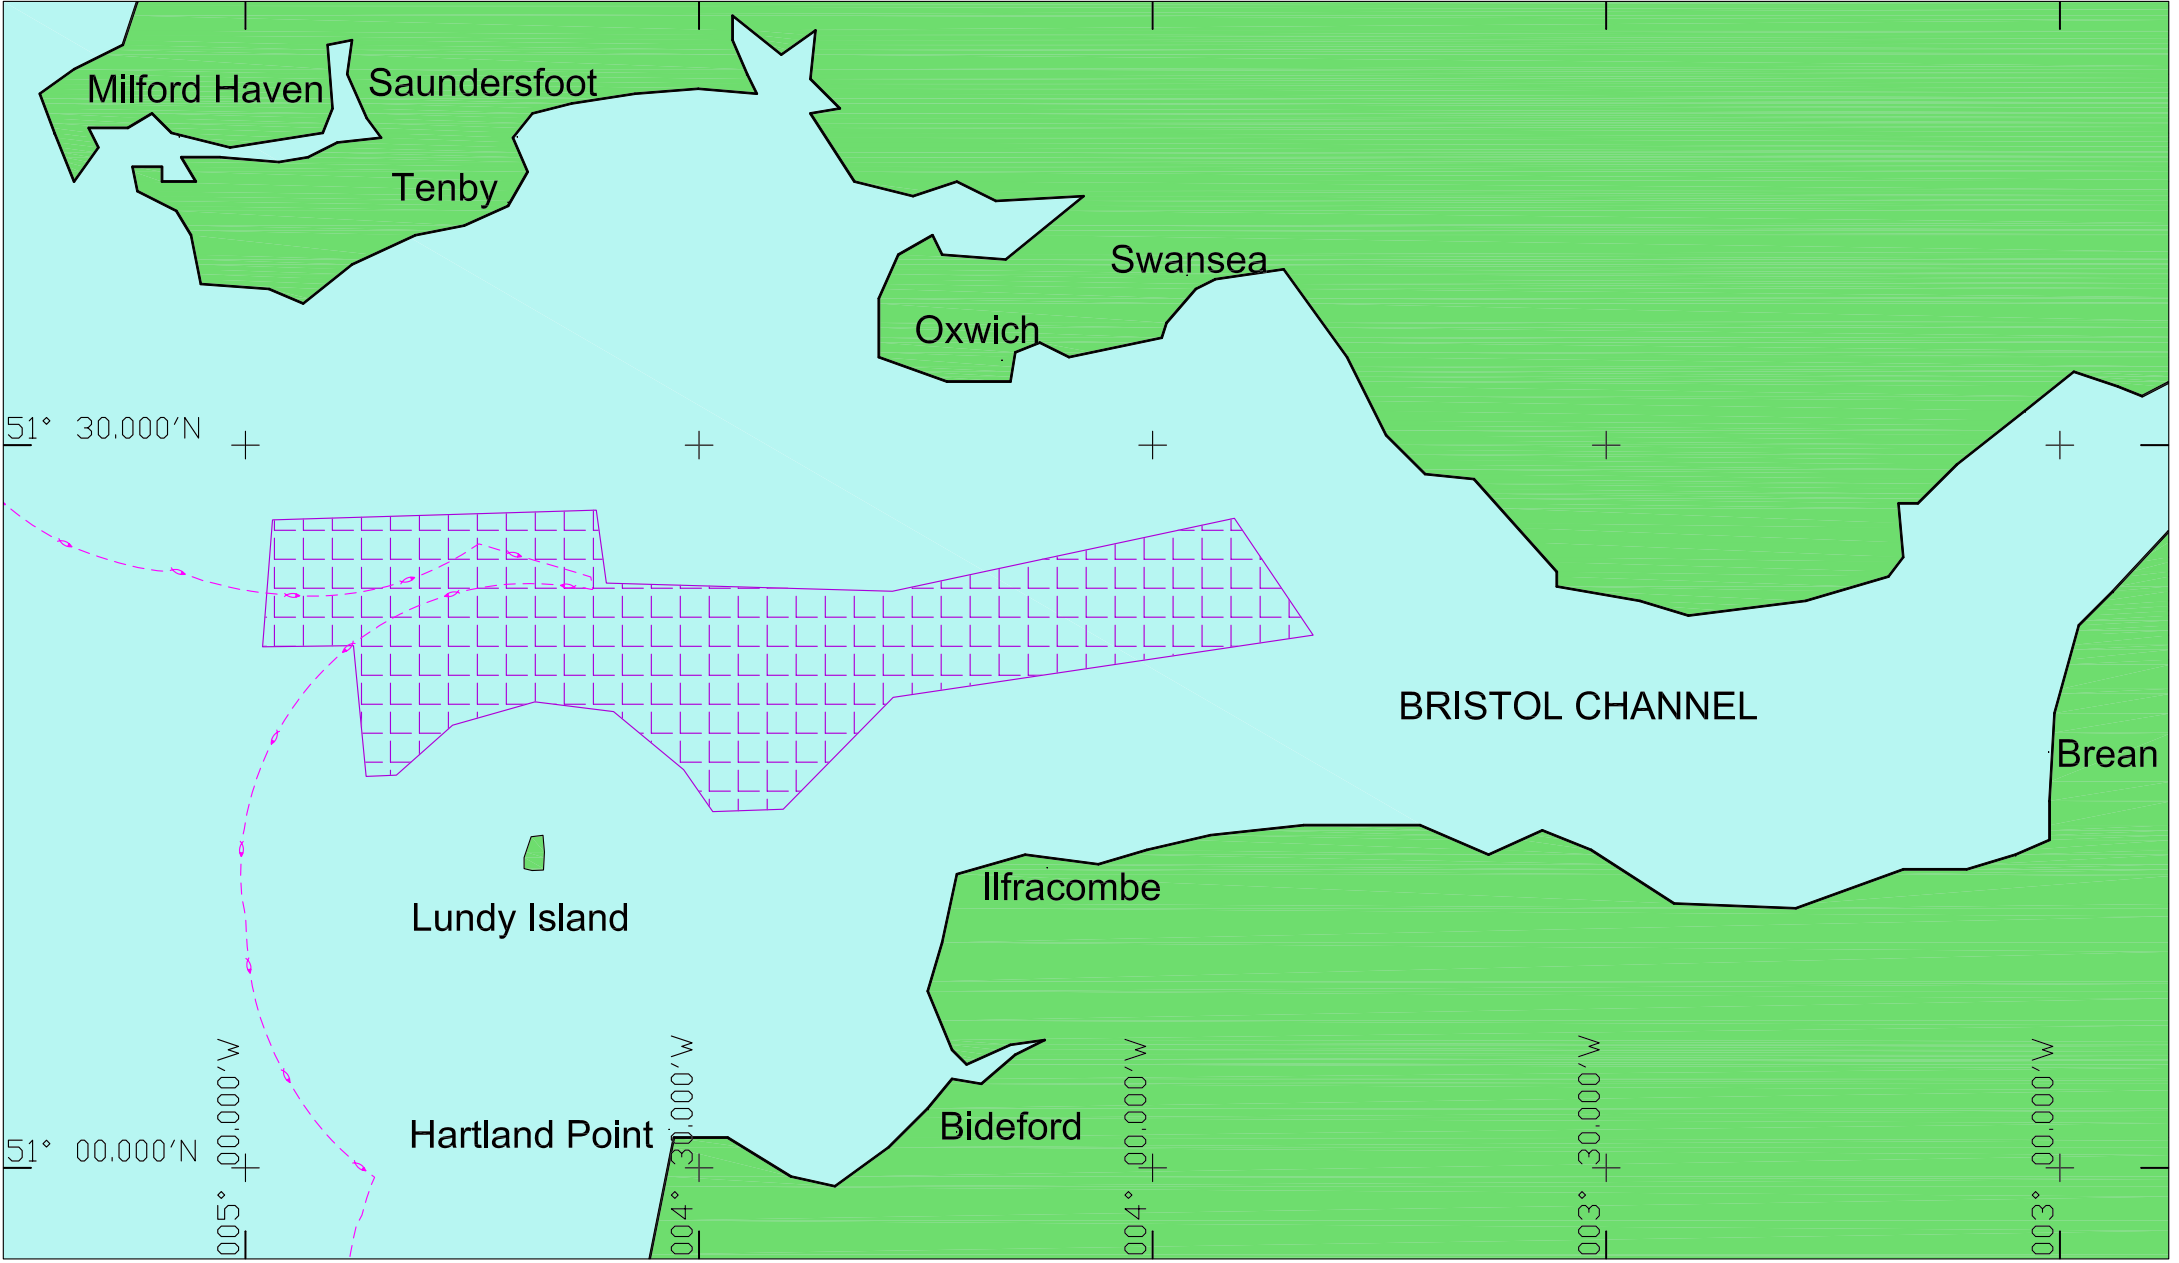 Milford Haven
Saundersfoot
Tenby
Swansea
Oxwich
51° 30.000'N
BRISTOL CHANNEL
Brean
Ilfracombe
Lundy Island
Hartland Point
Bideford
51° 00.000'N
005° 00.000'W
004° 30.000'W
004° 00.000'W
003° 30.000'W
003° 00.000'W